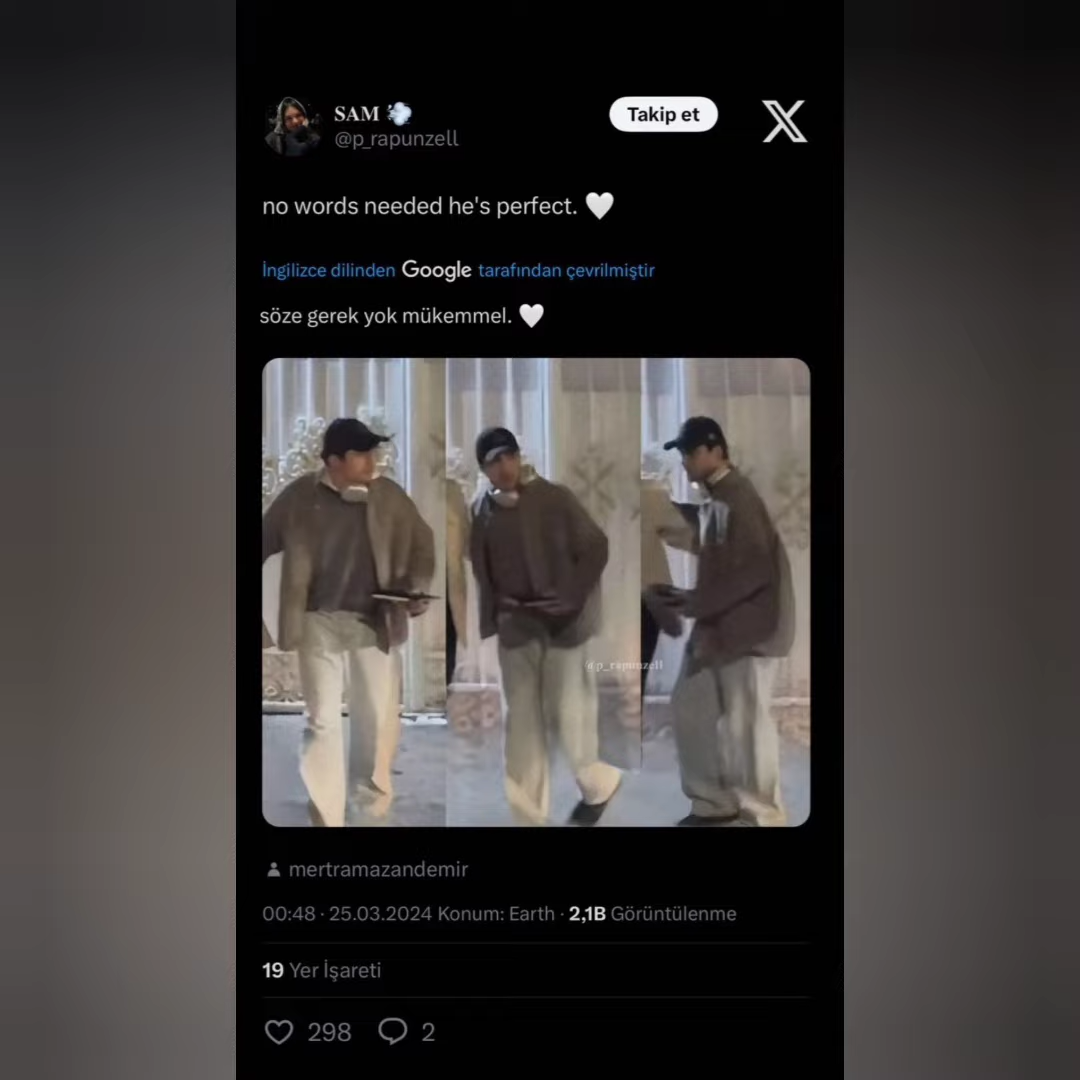 SAM 💨
@p_rapunzell
Takip et
no words needed he's perfect. 🤍
İngilizce dilinden Google tarafından çevrilmiştir
söze gerek yok mükemmel. 🤍
@p_rapunzell
mertramazandemir
00:48 · 25.03.2024 Konum: Earth · 2,1B Görüntülenme
19 Yer İşareti
298 2